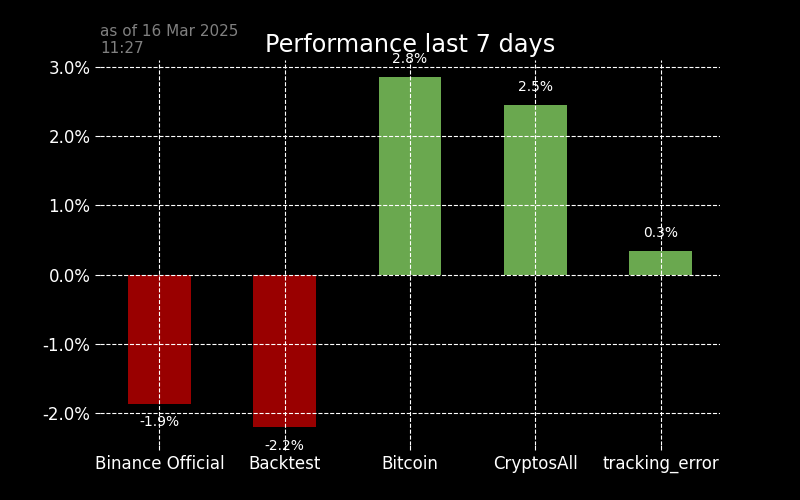 as of 16 Mar 2025
11:27
Performance last 7 days
3.0%
2.0%
1.0%
0.0%
-1.0%
-2.0%
2.8%
2.5%
0.3%
-1.9%
-2.2%
Binance Official
Backtest
Bitcoin
CryptosAll
tracking_error